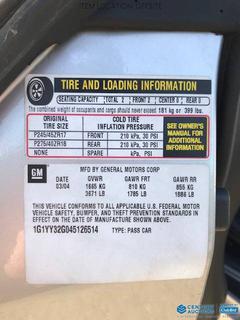 ITEM LOCATION OFFSITE
TIRE AND LOADING INFORMATION
SEATING CAPACITY TOTAL 2 FRONT 2 CENTER 0 REAR 0
The combined weight of occupants and cargo should never exceed 181 kg or 399 lbs.
ORIGINAL TIRE SIZE COLD TIRE INFLATION PRESSURE
P245/45ZR17 FRONT 210 kPa, 30 PSI
P275/40ZR18 REAR 210 kPa, 30 PSI
NONE SPARE kPa, PSI
SEE OWNER'S
MANUAL FOR
ADDITIONAL
INFORMATION
GM MFD BY GENERAL MOTORS CORP
DATE GVWR GAWR FRT GAWR RR
03/04 1665 KG 810 KG 855 KG
3671 LB 1785 LB 1886 LB
THIS VEHICLE CONFORMS TO ALL APPLICABLE U.S. FEDERAL MOTOR
VEHICLE SAFETY, BUMPER, AND THEFT PREVENTION STANDARDS IN
EFFECT ON THE DATE OF MANUFACTURE SHOWN ABOVE.
1G1YY32G045126514 TYPE: PASS CAR